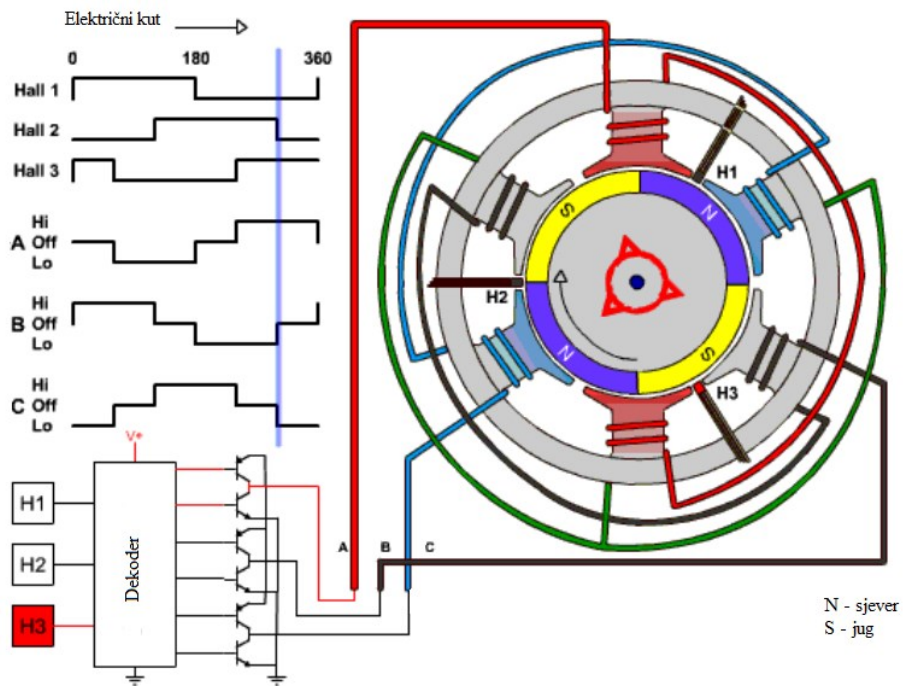 Električni kut
0 180 360
Hall 1
Hall 2
Hall 3
Hi
A Off
Lo
Hi
B Off
Lo
Hi
C Off
Lo
V+
H1
H2
H3
Dekoder
A B C
H1
H2
H3
S
N
N
S
N - sjever
S - jug